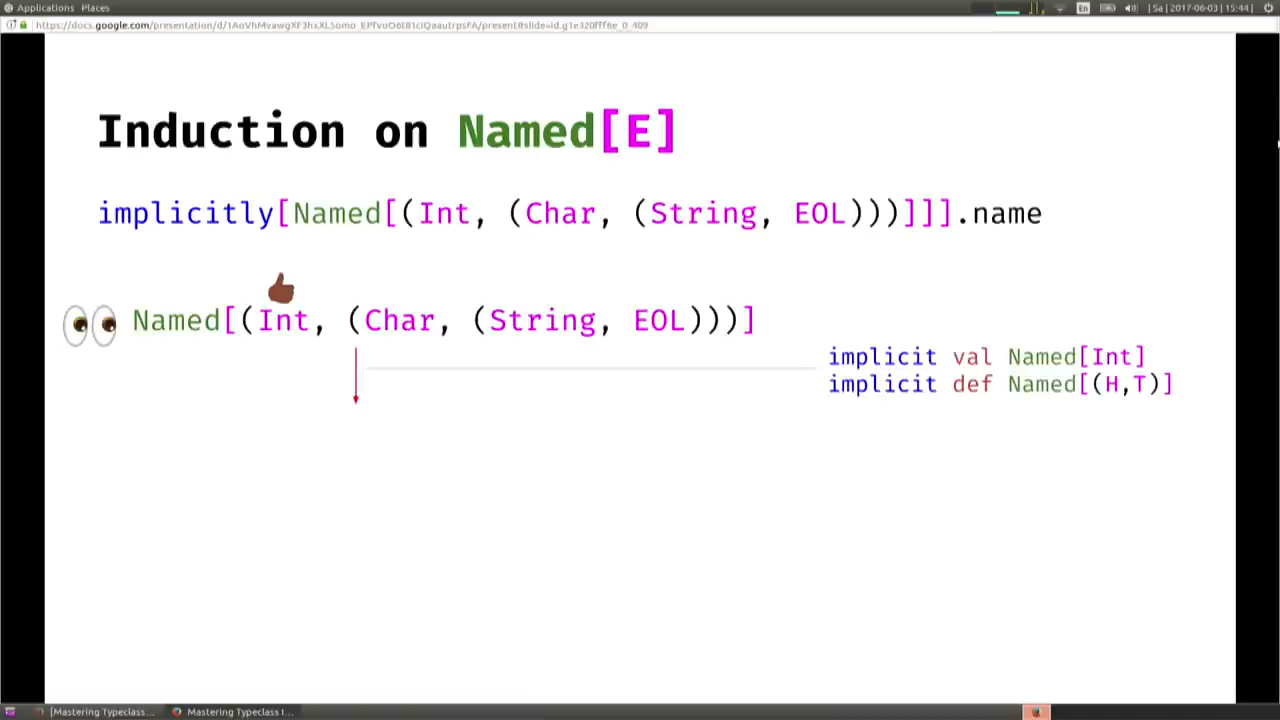 Applications Places
En | Sa | 2017-06-03 | 15:44 |
Induction on Named[E]
implicitly[Named[(Int, (Char, (String, EOL)))]]].name
Named[(Int, (Char, (String, EOL)))]
implicit val Named[Int]
implicit def Named[(H,T)]
[Mastering Typeclass... Mastering Typeclass I...